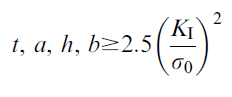 t, a, h, b≥2.5(K_I/σ_0)^2